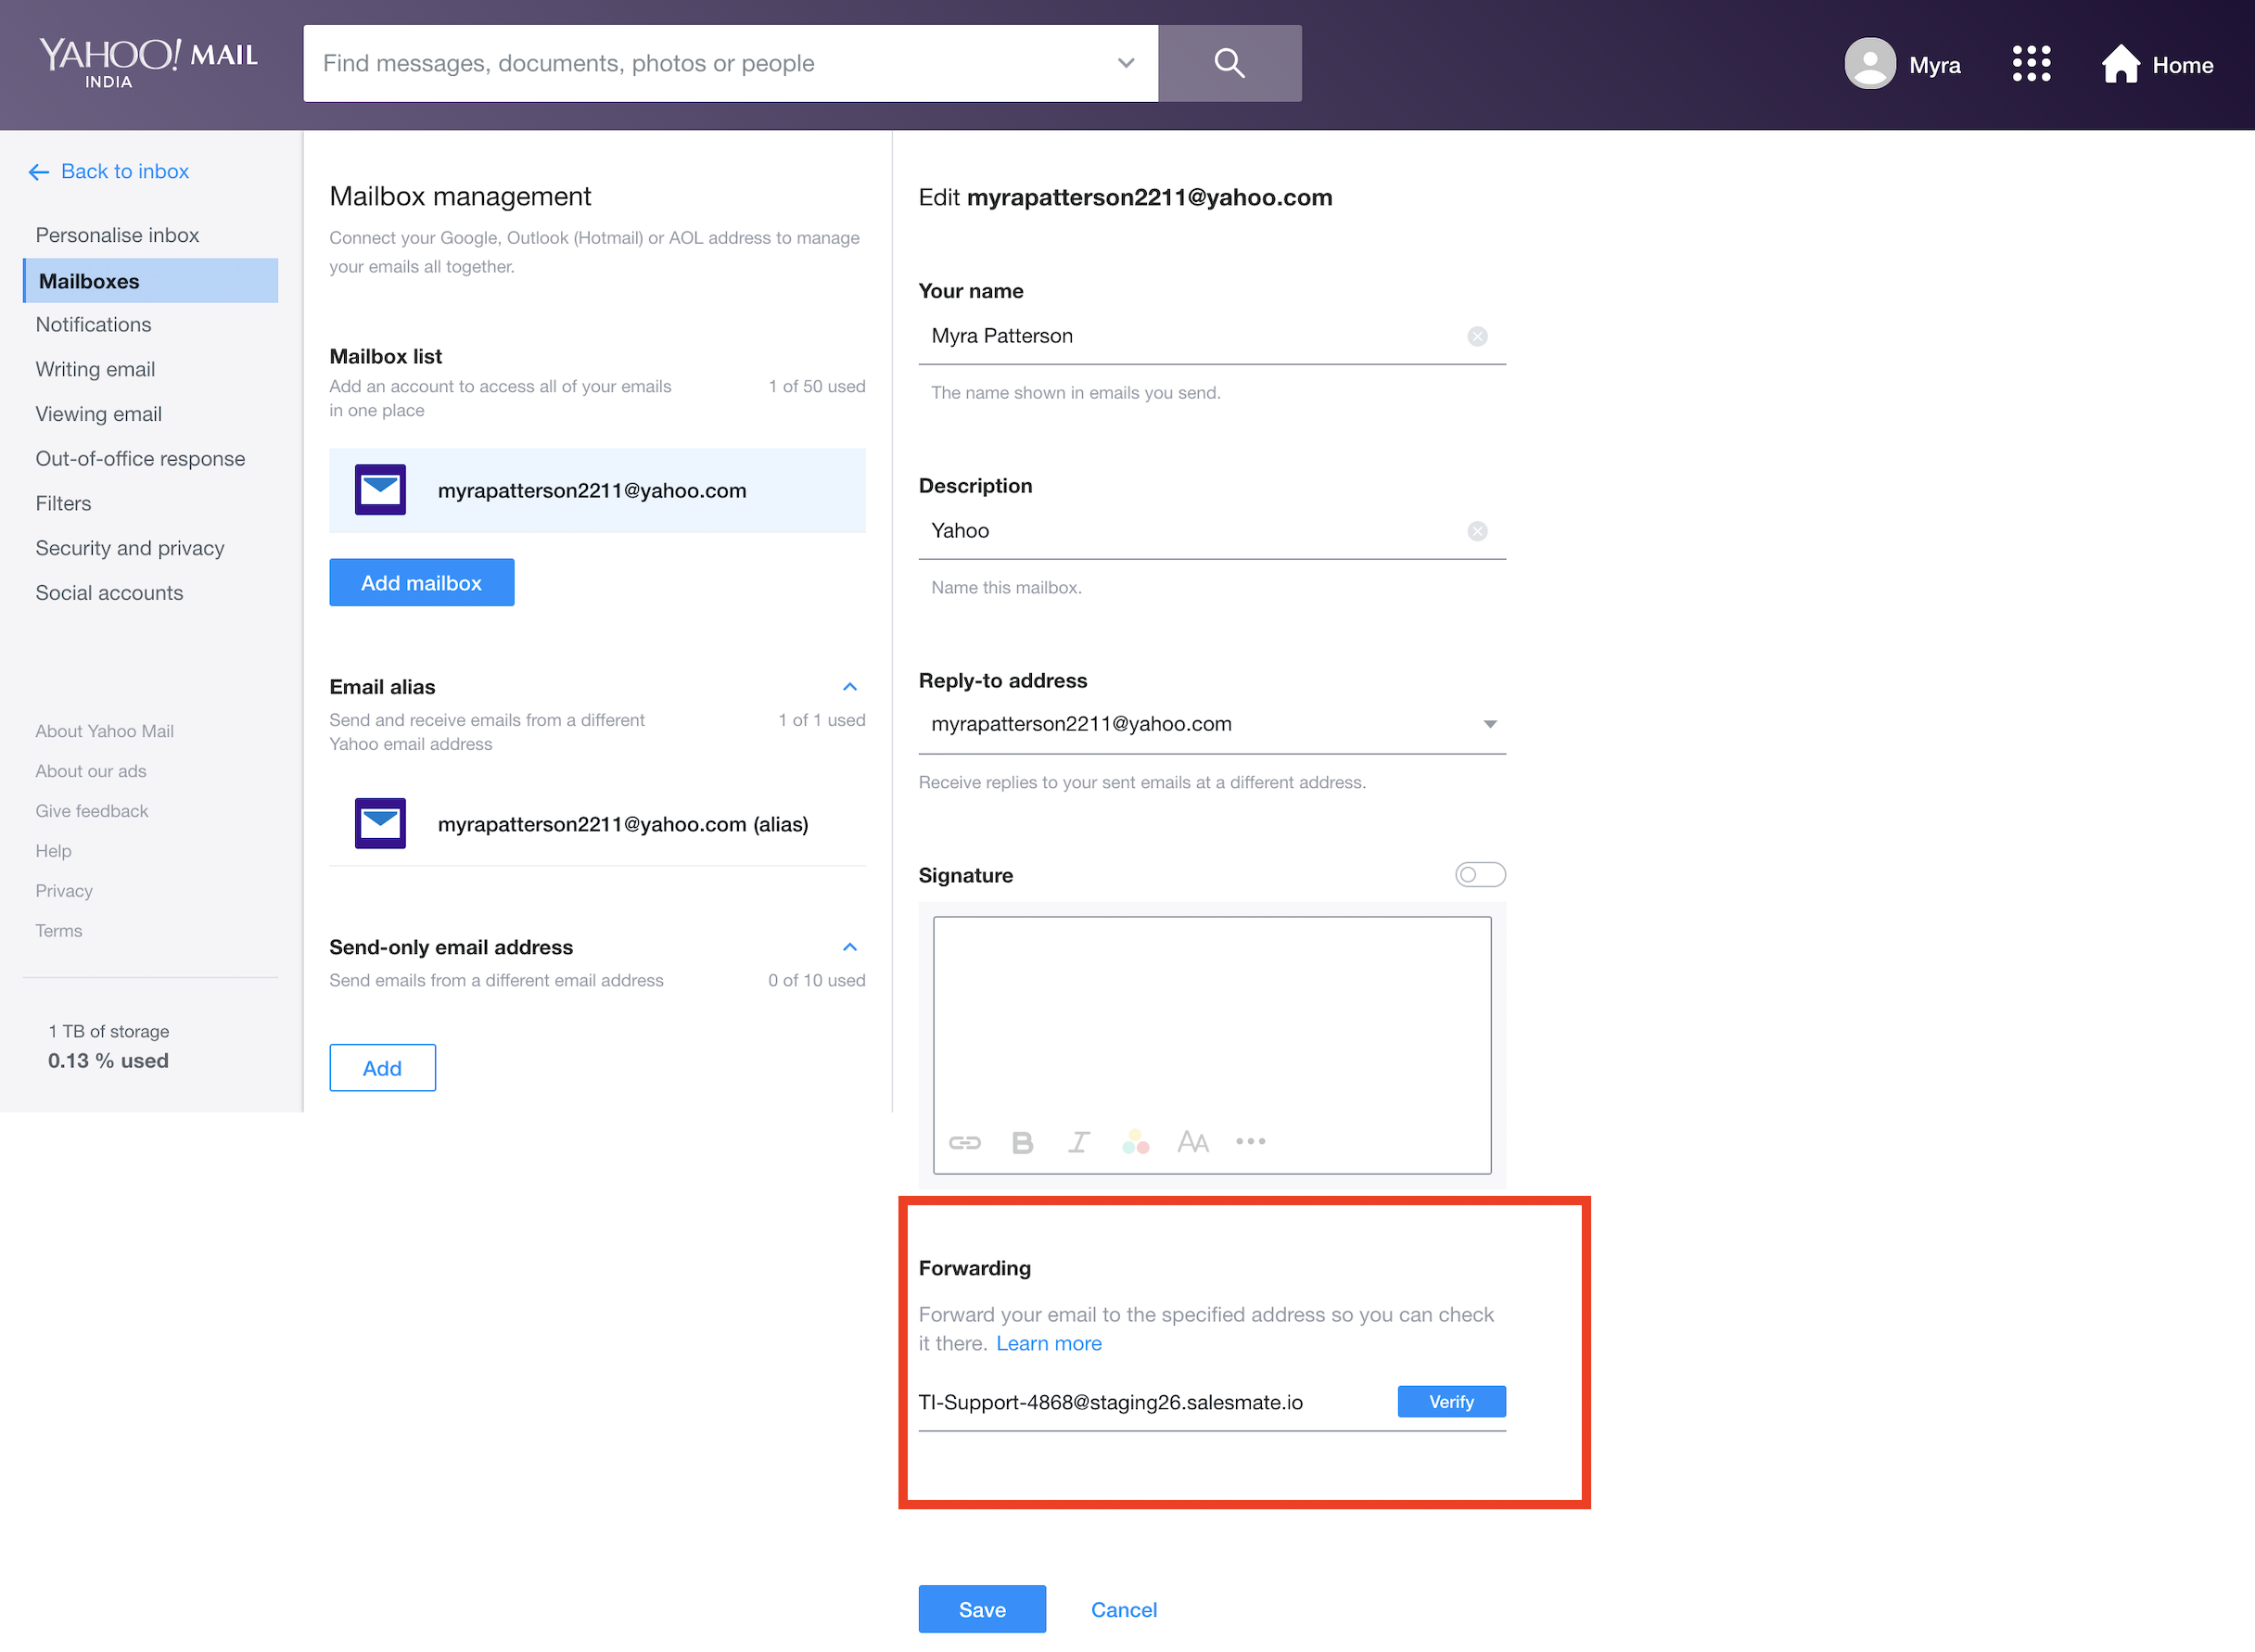 YAHOO! MAIL
INDIA
Find messages, documents, photos or people
Myra
Home
Back to inbox
Personalise inbox
Mailboxes
Notifications
Writing email
Viewing email
Out-of-office response
Filters
Security and privacy
Social accounts
About Yahoo Mail
About our ads
Give feedback
Help
Privacy
Terms
1 TB of storage
0.13 % used
Mailbox management
Connect your Google, Outlook (Hotmail) or AOL address to manage
your emails all together.
Mailbox list
Add an account to access all of your emails
in one place
1 of 50 used
myrapatterson2211@yahoo.com
Add mailbox
Email alias
Send and receive emails from a different
Yahoo email address
1 of 1 used
myrapatterson2211@yahoo.com (alias)
Send-only email address
Send emails from a different email address
0 of 10 used
Add
Edit myrapatterson2211@yahoo.com
Your name
Myra Patterson
The name shown in emails you send.
Description
Yahoo
Name this mailbox.
Reply-to address
myrapatterson2211@yahoo.com
Receive replies to your sent emails at a different address.
Signature
B I AA
Forwarding
Forward your email to the specified address so you can check
it there. Learn more
TI-Support-4868@staging26.salesmate.io
Verify
Save
Cancel